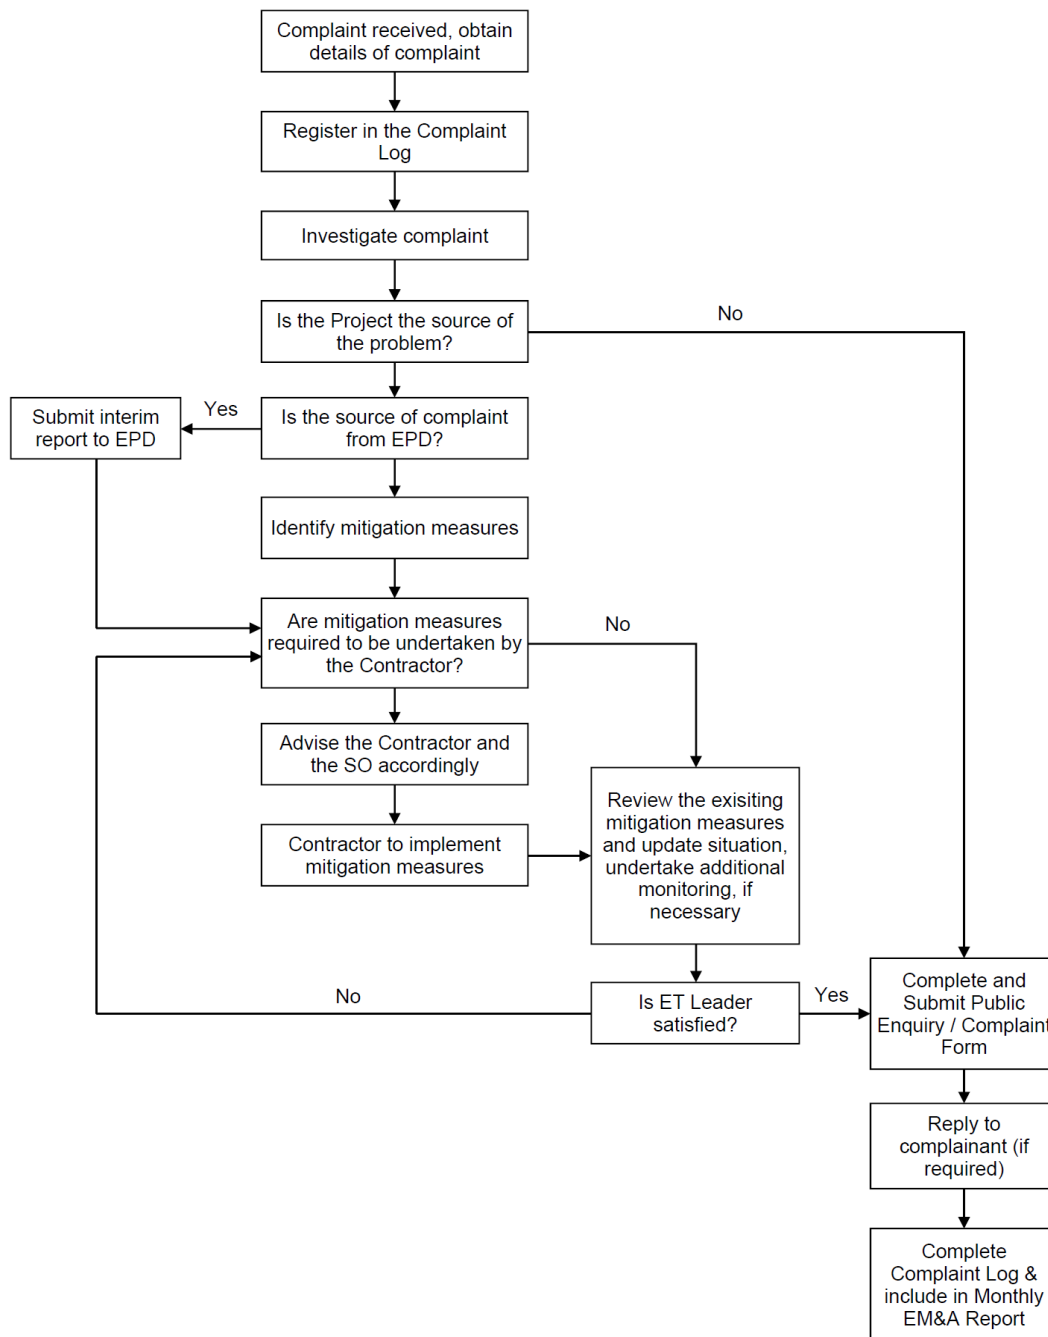 Complaint received, obtain
details of complaint
Register in the Complaint
Log
Investigate complaint
Is the Project the source of
the problem?
No
Submit interim
report to EPD
Yes
Is the source of complaint
from EPD?
Identify mitigation measures
Are mitigation measures
required to be undertaken by
the Contractor?
No
Advise the Contractor and
the SO accordingly
Contractor to implement
mitigation measures
Review the exisiting
mitigation measures
and update situation,
undertake additional
monitoring, if
necessary
No
Is ET Leader
satisfied?
Yes
Complete and
Submit Public
Enquiry / Complaint
Form
Reply to
complainant (if
required)
Complete
Complaint Log &
include in Monthly
EM&A Report